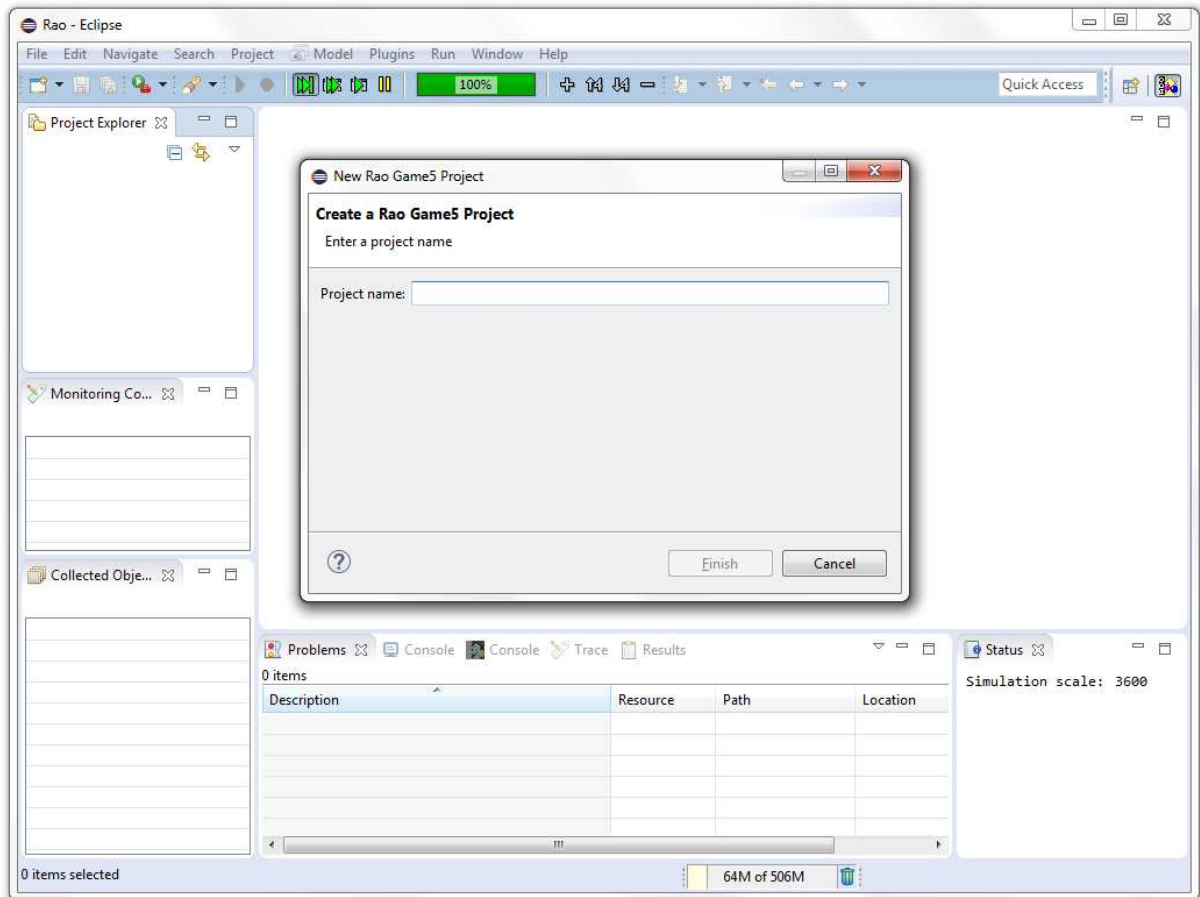 Rao - Eclipse
File Edit Navigate Search Project Model Plugins Run Window Help
100%
Quick Access
Project Explorer
New Rao Game5 Project
Create a Rao Game5 Project
Enter a project name
Project name:
Finish Cancel
Monitoring Co...
Collected Obje...
Problems Console Console Trace Results
0 items
Description Resource Path Location
Status
Simulation scale: 3600
0 items selected
64M of 506M